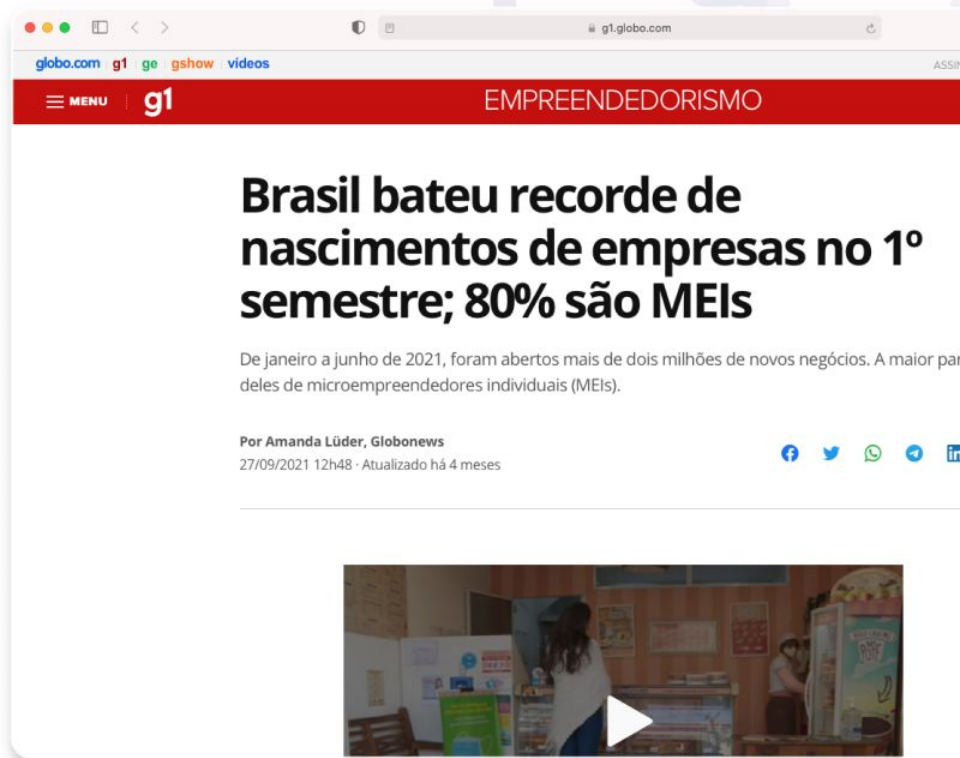 g1.globo.com
globo.com g1 ge gshow vídeos
MENU g1 EMPREENDEDORISMO
Brasil bateu recorde de
nascimentos de empresas no 1º
semestre; 80% são MEIs
De janeiro a junho de 2021, foram abertos mais de dois milhões de novos negócios. A maior
deles de microempreendedores individuais (MEIs).
Por Amanda Lüder, Globonews
27/09/2021 12h48 · Atualizado há 4 meses
POTE